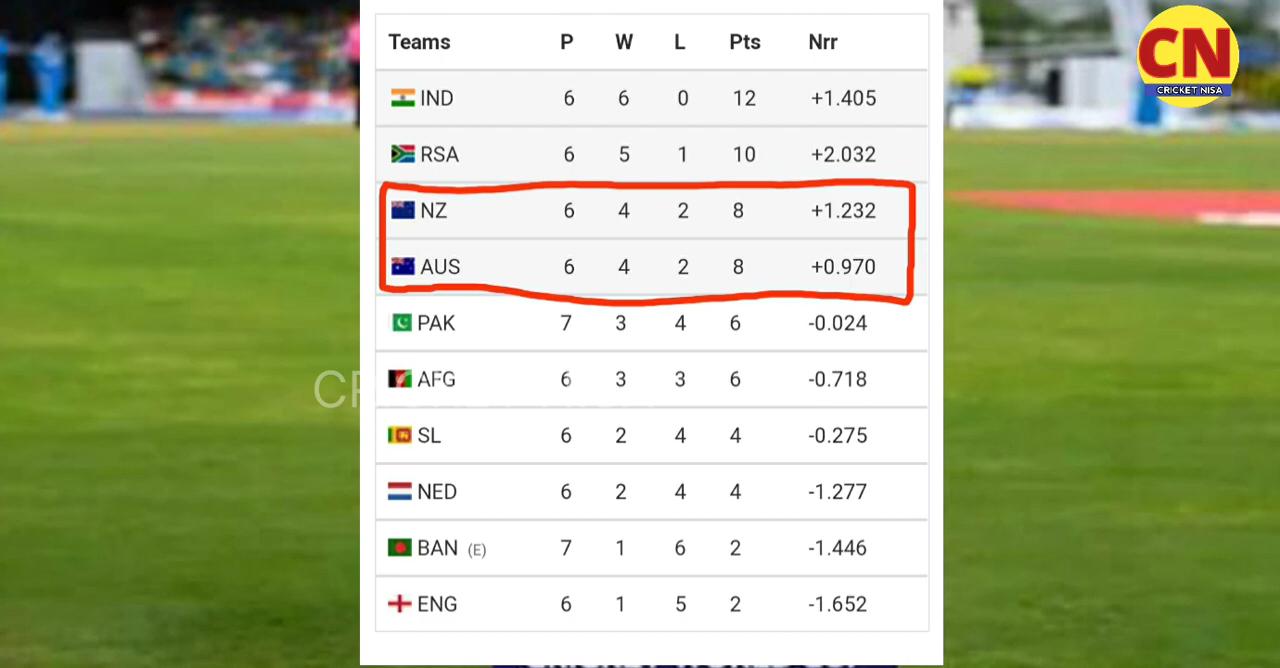 Teams P W L Pts Nrr
IND 6 6 0 12 +1.405
RSA 6 5 1 10 +2.032
NZ 6 4 2 8 +1.232
AUS 6 4 2 8 +0.970
PAK 7 3 4 6 -0.024
AFG 6 3 3 6 -0.718
SL 6 2 4 4 -0.275
NED 6 2 4 4 -1.277
BAN (E) 7 1 6 2 -1.446
ENG 6 1 5 2 -1.652
CN
CRICKET NISA